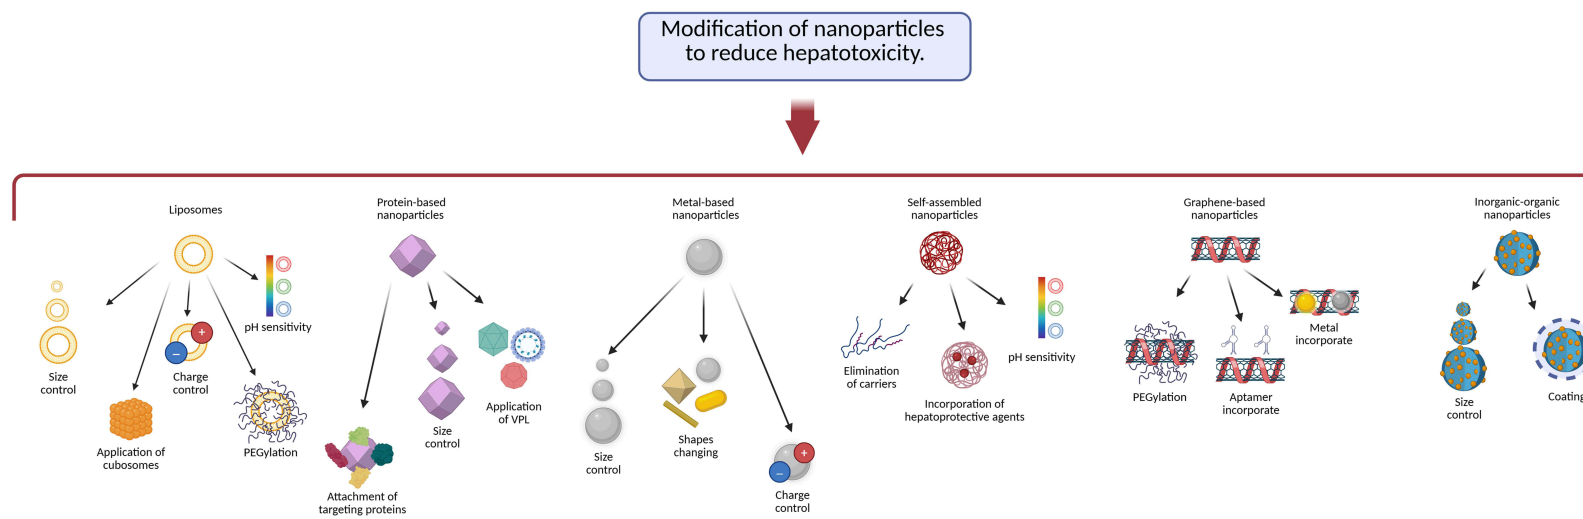 Modification of nanoparticles
to reduce hepatotoxicity.
Liposomes
Size
control
Application of
cubosomes
+
−
Charge
control
PEGylation
pH sensitivity
Protein-based
nanoparticles
Attachment of
targeting proteins
Size
control
Application
of VPL
Metal-based
nanoparticles
Size
control
Shapes
changing
+
−
Charge
control
Self-assembled
nanoparticles
Elimination
of carriers
Incorporation of
hepatoprotective agents
pH sensitivity
Graphene-based
nanoparticles
PEGylation
Aptamer
incorporate
Metal
incorporate
Inorganic-organic
nanoparticles
Size
control
Coating